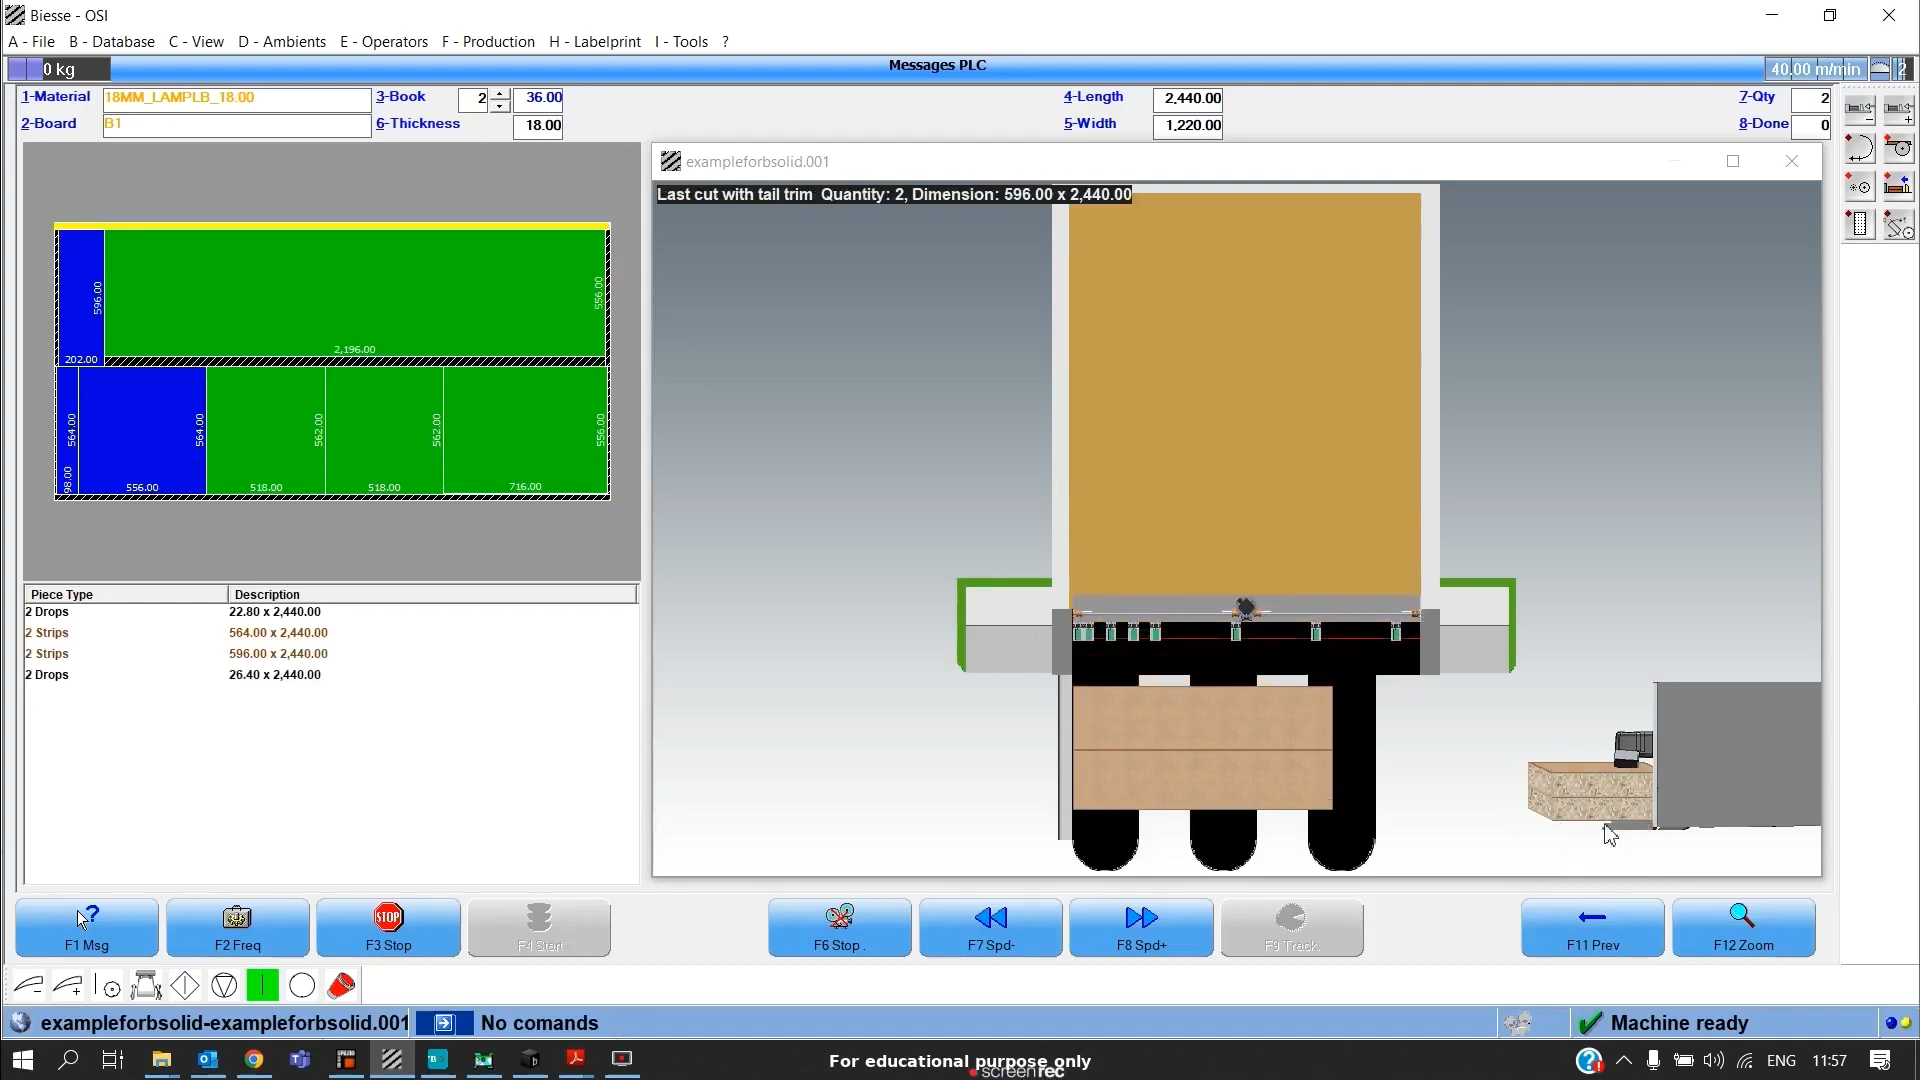 Biesse - OSI
A - File B - Database C - View D - Ambients E - Operators F - Production H - Labelprint I - Tools ?
0 kg
Messages PLC
40.00 m/min
2
1-Material 18MM_LAMPLB_18.00 3-Book 2 36.00 4-Length 2,440.00 7-Qty 2
2-Board B1 6-Thickness 18.00 5-Width 1,220.00 8-Done 0
exampleforbsolid.001
Last cut with tail trim Quantity: 2, Dimension: 596.00 x 2,440.00
596.00
556.00
2,196.00
202.00
564.00
564.00
562.00
562.00
556.00
98.00
556.00
518.00
518.00
716.00
Piece Type Description
2 Drops 22.80 x 2,440.00
2 Strips 564.00 x 2,440.00
2 Strips 596.00 x 2,440.00
2 Drops 26.40 x 2,440.00
STOP
F1 Msg F2 Freq F3 Stop F4 Start F6 Stop . F7 Spd- F8 Spd+ F9 Track. F11 Prev F12 Zoom
exampleforbsolid-exampleforbsolid.001 No comands Machine ready
For educational purpose only
screenrec
ENG 11:57